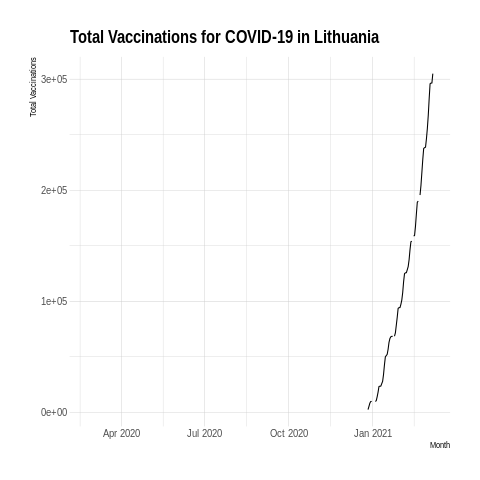 Total Vaccinations for COVID-19 in Lithuania
Total Vaccinations
3e+05
2e+05
1e+05
0e+00
Apr 2020
Jul 2020
Oct 2020
Jan 2021
Month